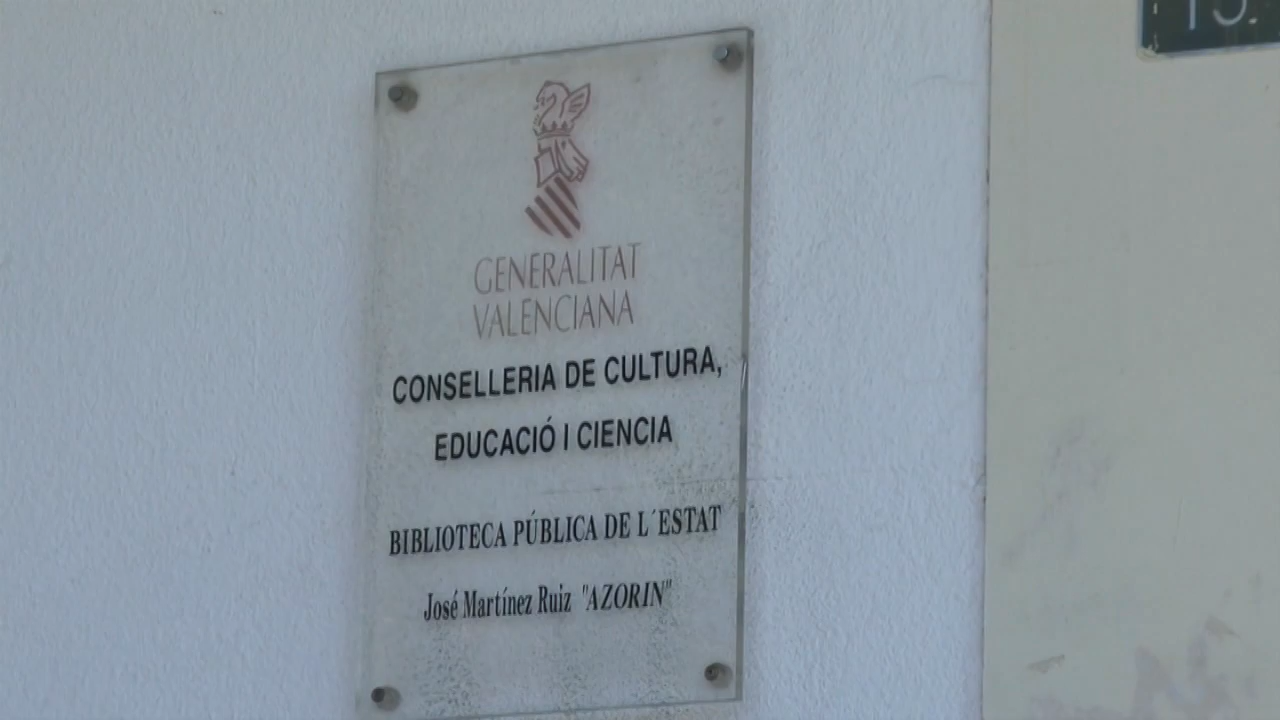 GENERALITAT
VALENCIANA
CONSELLERIA DE CULTURA,
EDUCACIÓ I CIENCIA
BIBLIOTECA PÚBLICA DE L´ESTAT
José Martínez Ruiz "AZORIN"